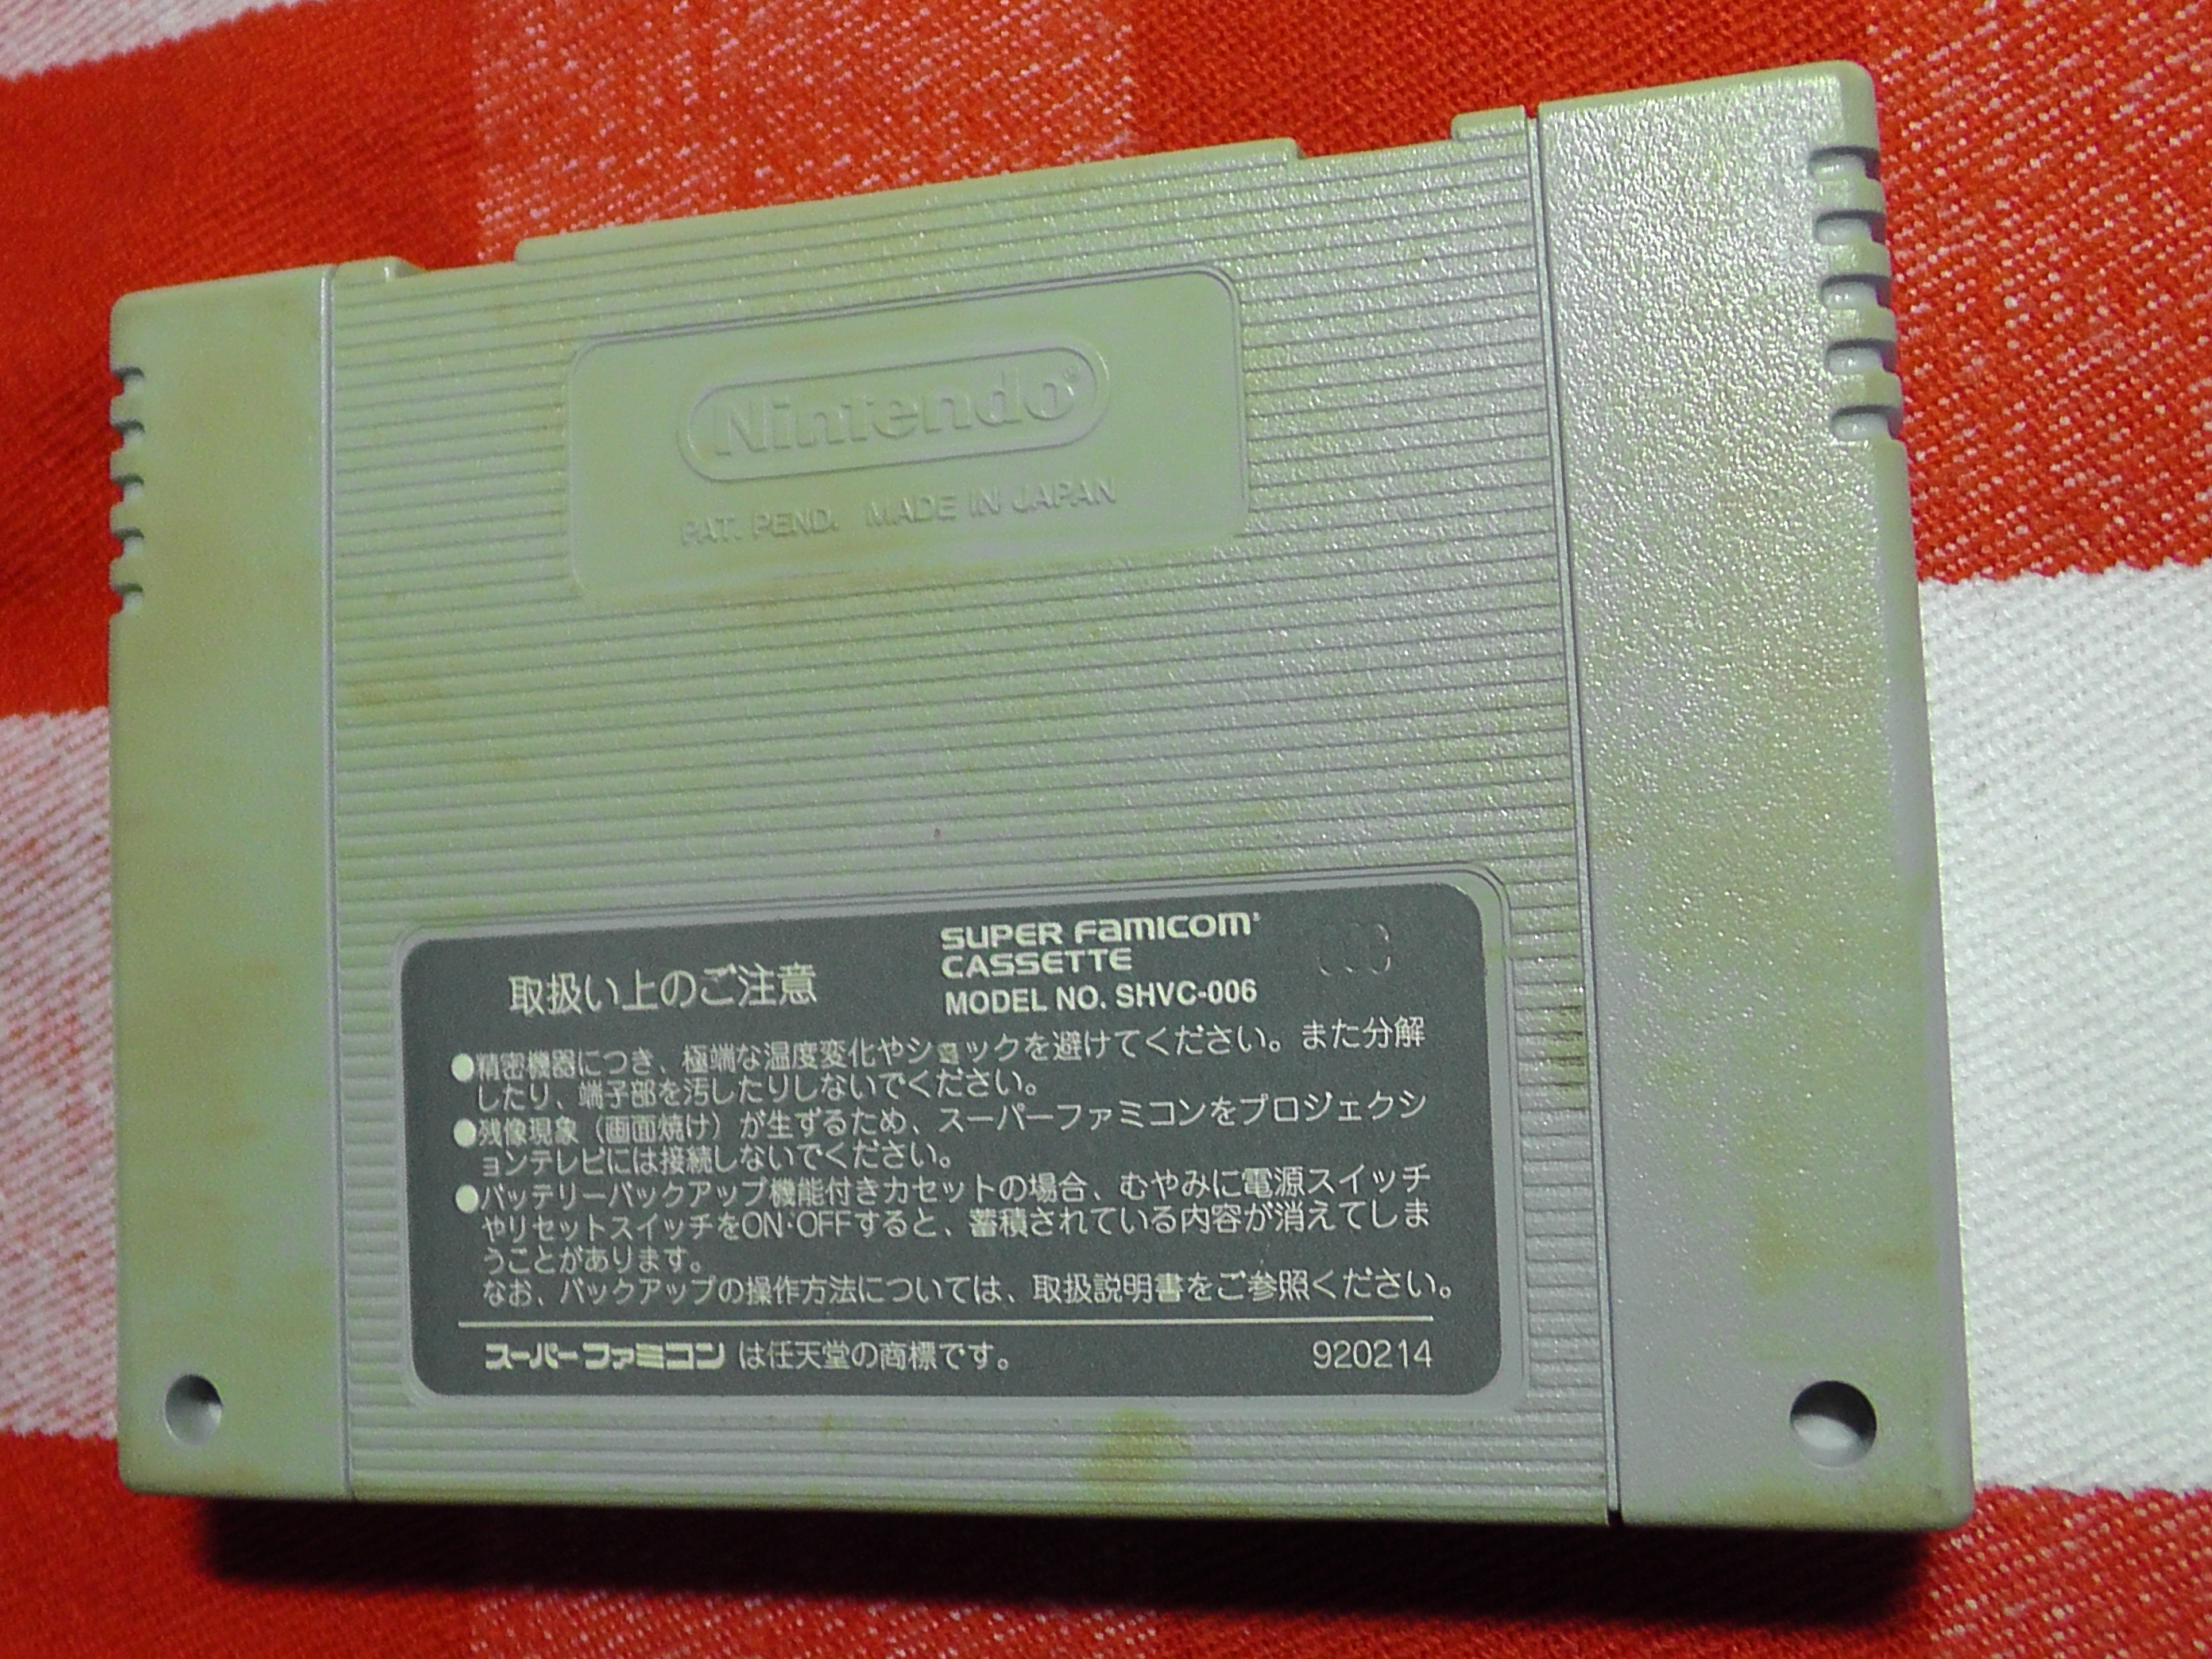 Nintendo®
PAT. PEND. MADE IN JAPAN
取扱い上のご注意
SUPER FAMICOM
CASSETTE
MODEL NO. SHVC-006
●精密機器につき、極端な温度変化やショックを避けてください。また分解
したり、端子部を汚したりしないでください。
●残像現象（画面焼け）が生ずるため、スーパーファミコンをプロジェクシ
ョンテレビには接続しないでください。
●バッテリーバックアップ機能付きカセットの場合、むやみに電源スイッチ
やリセットスイッチをON・OFFすると、蓄積されている内容が消えてしま
うことがあります。
なお、バックアップの操作方法については、取扱説明書をご参照ください。
スーパーファミコン は任天堂の商標です。
920214